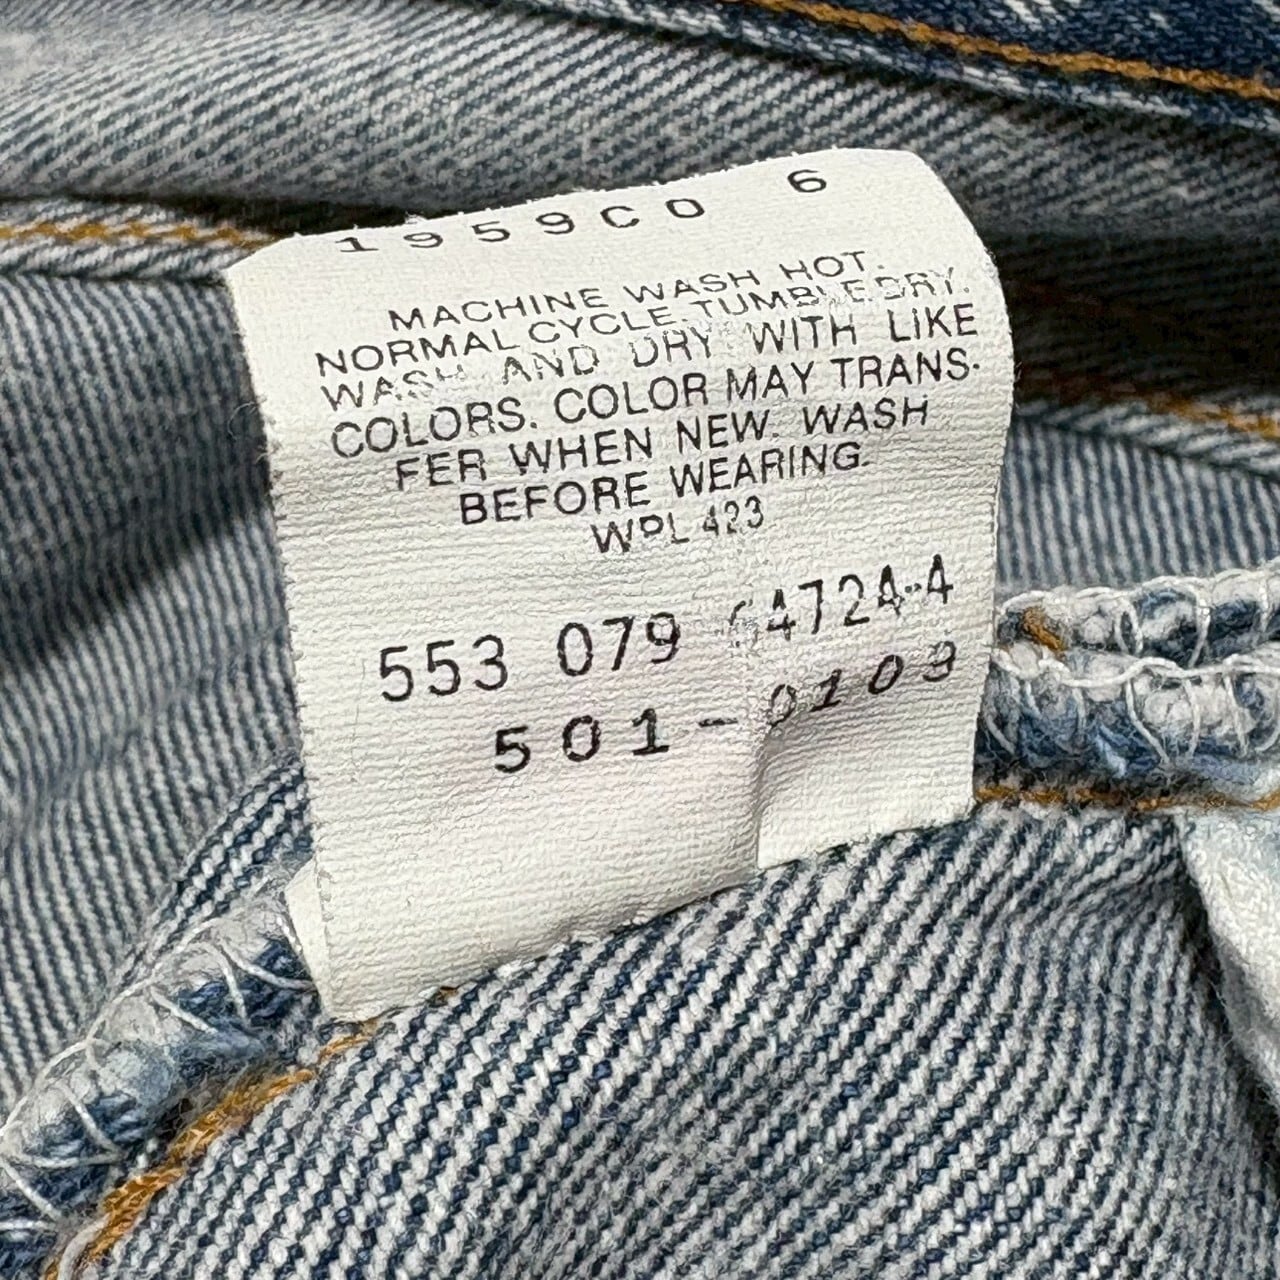 1959C0 6
MACHINE WASH HOT.
NORMAL CYCLE. TUMBLE DRY.
WASH AND DRY WITH LIKE
COLORS. COLOR MAY TRANS-
FER WHEN NEW. WASH
BEFORE WEARING.
WPL 423
553 079
501-0103